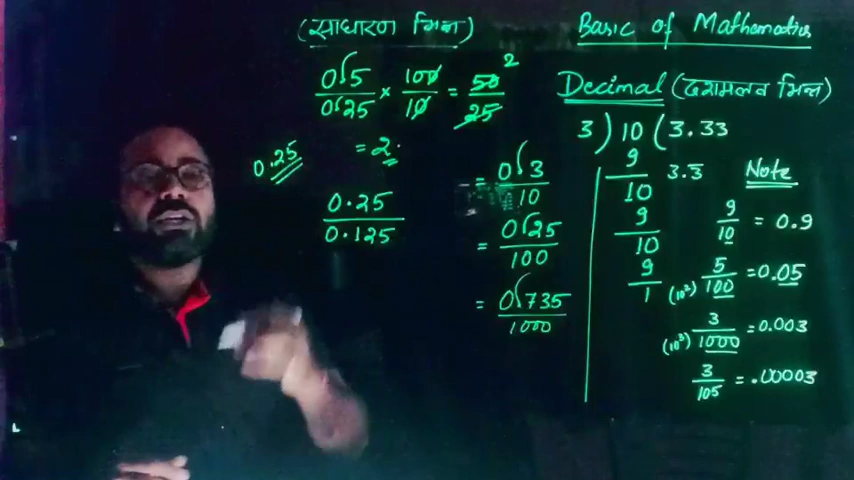 (साधारण भिन्न)
Basic of Mathematics
Decimal (दशमलव भिन्न)
0.5/0.25 × 100/10 = 50/25 2
= 2.
0.25
0.25/0.125
= 0.3/10
= 0.25/100
= 0.735/1000
3 ) 10 ( 3.33
9
10
9
10
9
1
3.3̅
Note
9/10 = 0.9
(10²) 5/100 = 0.05
(10³) 3/1000 = 0.003
3/105 = .00003